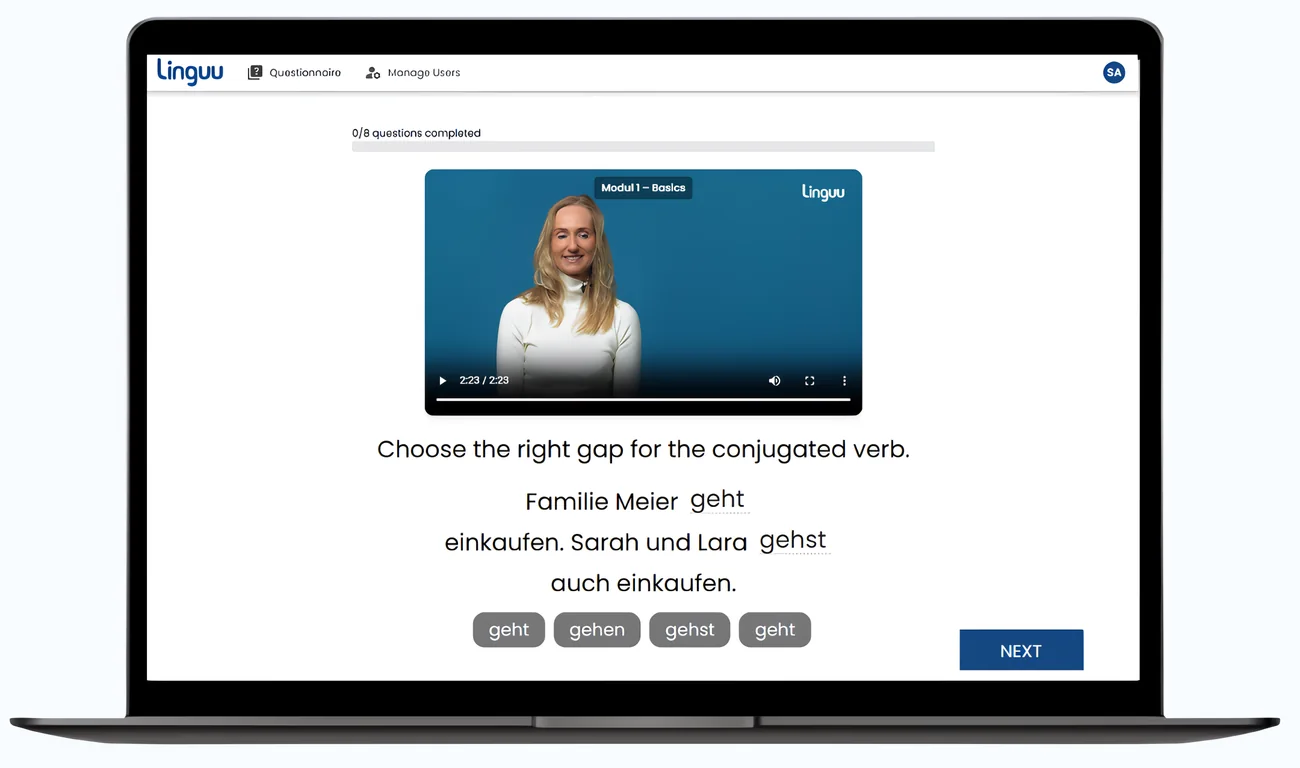 Linguu
Questionnaire
Manage Users
SA
0/8 questions completed
Modul 1 – Basics
Linguu
2:23 / 2:23
Choose the right gap for the conjugated verb.
Familie Meier geht
einkaufen. Sarah und Lara gehst
auch einkaufen.
geht gehen gehst geht
NEXT